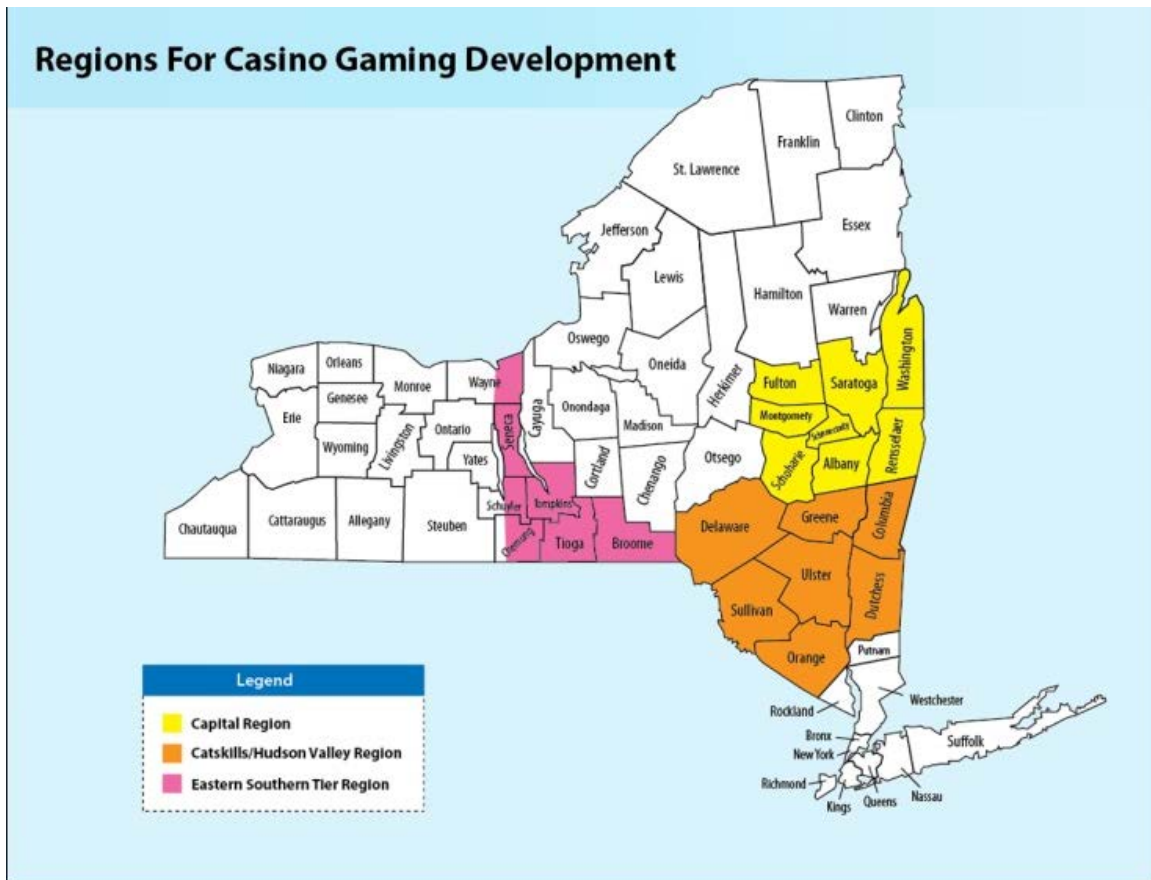 Regions For Casino Gaming Development
Clinton
Franklin
St. Lawrence
Essex
Jefferson
Lewis
Hamilton
Warren
Washington
Oswego
Oneida
Herkimer
Fulton
Saratoga
Niagara
Orleans
Monroe
Wayne
Genesee
Erie
Wyoming
Livingston
Ontario
Yates
Seneca
Cayuga
Onondaga
Madison
Montgomery
Schenectady
Rensselaer
Schoharie
Albany
Otsego
Cortland
Chenango
Chautauqua
Cattaraugus
Allegany
Steuben
Schuyler
Tompkins
Chemung
Tioga
Broome
Delaware
Greene
Columbia
Ulster
Dutchess
Sullivan
Orange
Putnam
Rockland
Westchester
Bronx
New York
Suffolk
Richmond
Kings
Queens
Nassau
Legend
Capital Region
Catskills/Hudson Valley Region
Eastern Southern Tier Region